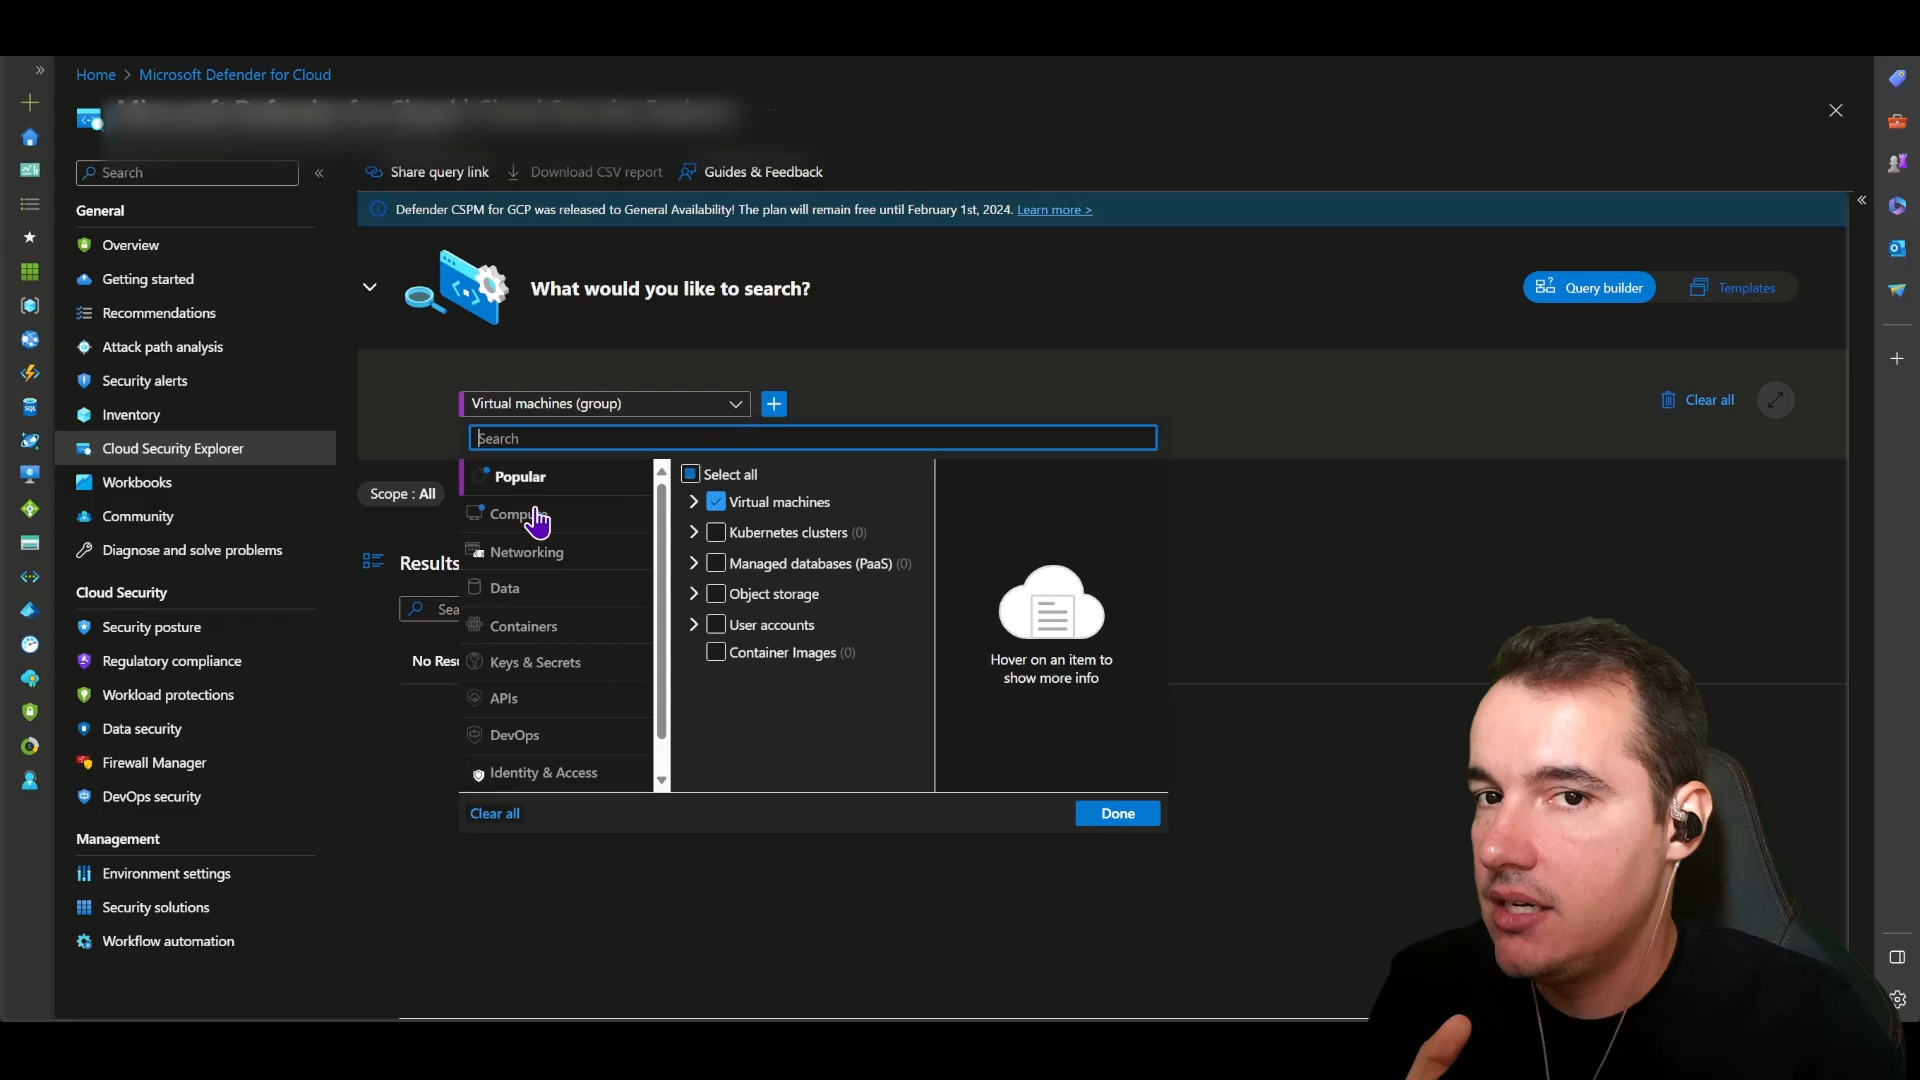 Home > Microsoft Defender for Cloud
Search
Share query link
Download CSV report
Guides & Feedback
Defender CSPM for GCP was released to General Availability! The plan will remain free until February 1st, 2024. Learn more >
General
Overview
Getting started
Recommendations
Attack path analysis
Security alerts
Inventory
Cloud Security Explorer
Workbooks
Community
Diagnose and solve problems
Cloud Security
Security posture
Regulatory compliance
Workload protections
Data security
Firewall Manager
DevOps security
Management
Environment settings
Security solutions
Workflow automation
What would you like to search?
Query builder
Templates
Virtual machines (group)
Clear all
Search
Scope : All
Results
Sea
No Resu
Popular
Compu
Networking
Data
Containers
Keys & Secrets
APIs
DevOps
Identity & Access
Select all
Virtual machines
Kubernetes clusters (0)
Managed databases (PaaS) (0)
Object storage
User accounts
Container Images (0)
Hover on an item to
show more info
Clear all
Done
SQL